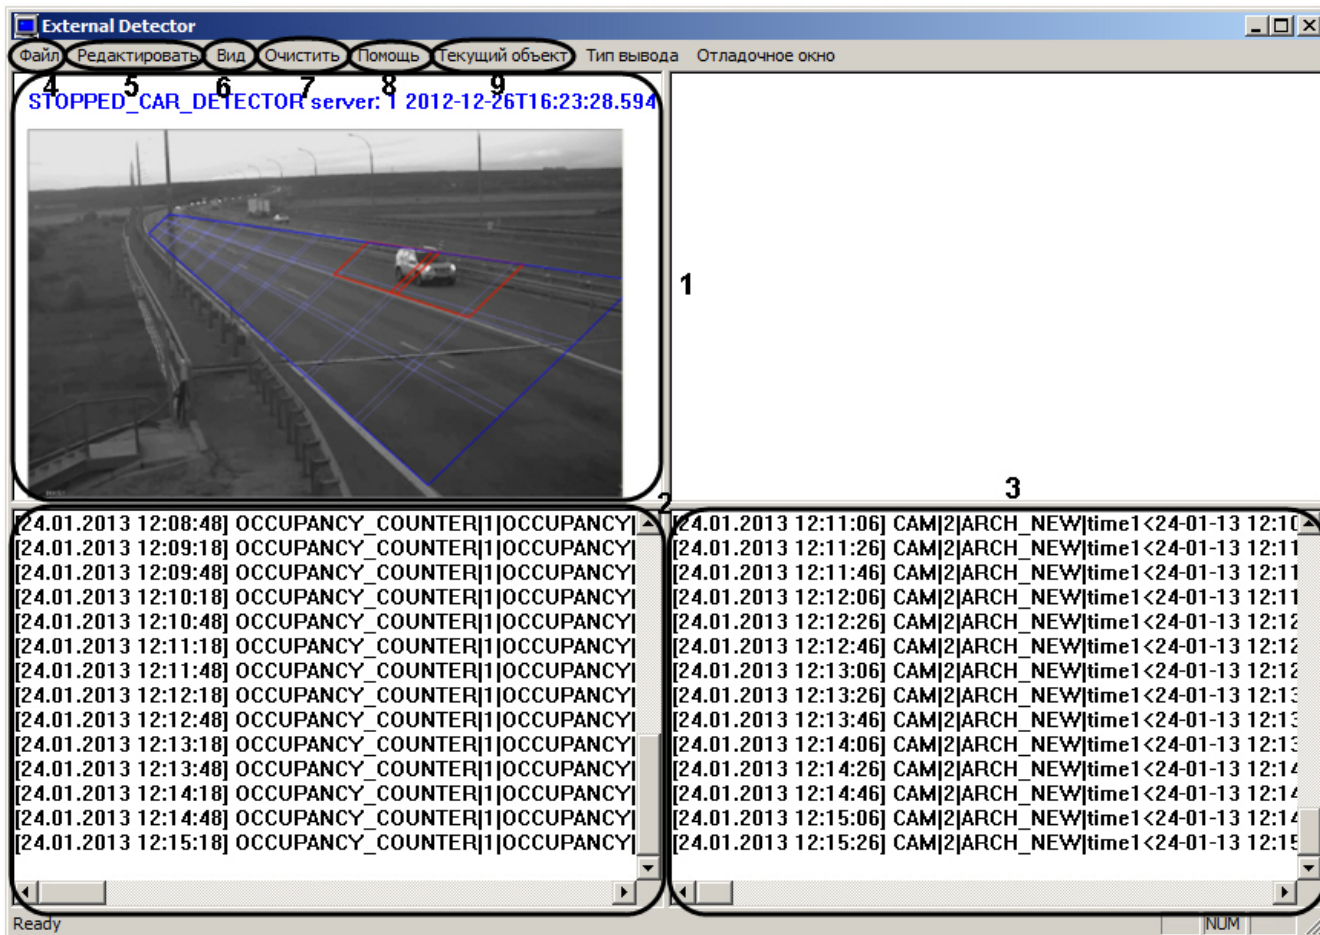 External Detector
Файл Редактировать Вид Очистить Помощь Текущий объект Тип вывода Отладочное окно
4 5 6 7 8 9
STOPPED_CAR_DETECTOR server: 1 2012-12-26T16:23:28.594
1
2
3
[24.01.2013 12:08:48] OCCUPANCY_COUNTER|1|OCCUPANCY|
[24.01.2013 12:09:18] OCCUPANCY_COUNTER|1|OCCUPANCY|
[24.01.2013 12:09:48] OCCUPANCY_COUNTER|1|OCCUPANCY|
[24.01.2013 12:10:18] OCCUPANCY_COUNTER|1|OCCUPANCY|
[24.01.2013 12:10:48] OCCUPANCY_COUNTER|1|OCCUPANCY|
[24.01.2013 12:11:18] OCCUPANCY_COUNTER|1|OCCUPANCY|
[24.01.2013 12:11:48] OCCUPANCY_COUNTER|1|OCCUPANCY|
[24.01.2013 12:12:18] OCCUPANCY_COUNTER|1|OCCUPANCY|
[24.01.2013 12:12:48] OCCUPANCY_COUNTER|1|OCCUPANCY|
[24.01.2013 12:13:18] OCCUPANCY_COUNTER|1|OCCUPANCY|
[24.01.2013 12:13:48] OCCUPANCY_COUNTER|1|OCCUPANCY|
[24.01.2013 12:14:18] OCCUPANCY_COUNTER|1|OCCUPANCY|
[24.01.2013 12:14:48] OCCUPANCY_COUNTER|1|OCCUPANCY|
[24.01.2013 12:15:18] OCCUPANCY_COUNTER|1|OCCUPANCY|
[24.01.2013 12:11:06] CAM|2|ARCH_NEW|time1<24-01-13 12:10
[24.01.2013 12:11:26] CAM|2|ARCH_NEW|time1<24-01-13 12:11
[24.01.2013 12:11:46] CAM|2|ARCH_NEW|time1<24-01-13 12:11
[24.01.2013 12:12:06] CAM|2|ARCH_NEW|time1<24-01-13 12:11
[24.01.2013 12:12:26] CAM|2|ARCH_NEW|time1<24-01-13 12:12
[24.01.2013 12:12:46] CAM|2|ARCH_NEW|time1<24-01-13 12:12
[24.01.2013 12:13:06] CAM|2|ARCH_NEW|time1<24-01-13 12:12
[24.01.2013 12:13:26] CAM|2|ARCH_NEW|time1<24-01-13 12:13
[24.01.2013 12:13:46] CAM|2|ARCH_NEW|time1<24-01-13 12:13
[24.01.2013 12:14:06] CAM|2|ARCH_NEW|time1<24-01-13 12:13
[24.01.2013 12:14:26] CAM|2|ARCH_NEW|time1<24-01-13 12:14
[24.01.2013 12:14:46] CAM|2|ARCH_NEW|time1<24-01-13 12:14
[24.01.2013 12:15:06] CAM|2|ARCH_NEW|time1<24-01-13 12:14
[24.01.2013 12:15:26] CAM|2|ARCH_NEW|time1<24-01-13 12:15
Ready NUM